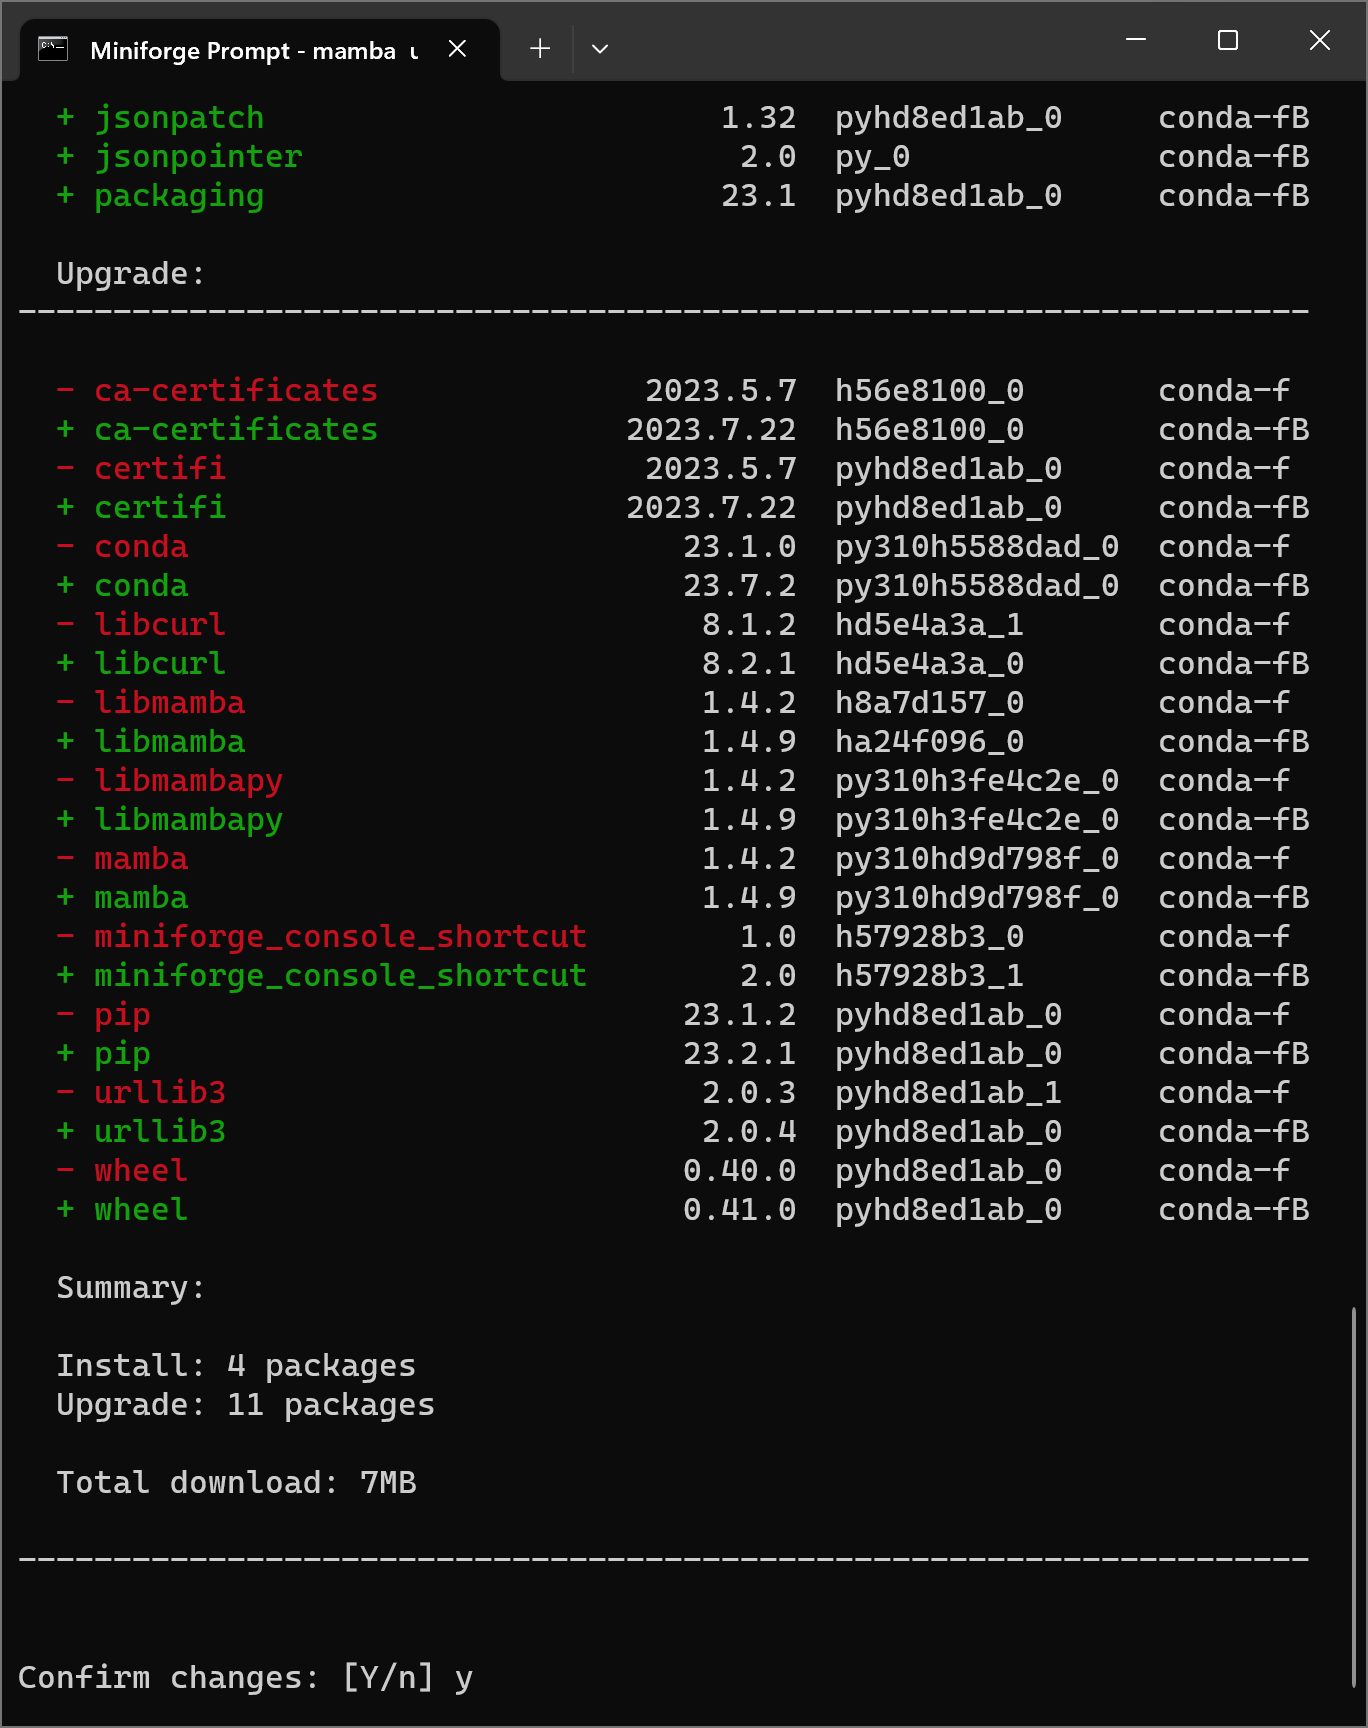 Miniforge Prompt - mamba u
+ jsonpatch 1.32 pyhd8ed1ab_0 conda-fB
+ jsonpointer 2.0 py_0 conda-fB
+ packaging 23.1 pyhd8ed1ab_0 conda-fB
Upgrade:
────────────────────────────────────────────────────────────────────
- ca-certificates 2023.5.7 h56e8100_0 conda-f
+ ca-certificates 2023.7.22 h56e8100_0 conda-fB
- certifi 2023.5.7 pyhd8ed1ab_0 conda-f
+ certifi 2023.7.22 pyhd8ed1ab_0 conda-fB
- conda 23.1.0 py310h5588dad_0 conda-f
+ conda 23.7.2 py310h5588dad_0 conda-fB
- libcurl 8.1.2 hd5e4a3a_1 conda-f
+ libcurl 8.2.1 hd5e4a3a_0 conda-fB
- libmamba 1.4.2 h8a7d157_0 conda-f
+ libmamba 1.4.9 ha24f096_0 conda-fB
- libmambapy 1.4.2 py310h3fe4c2e_0 conda-f
+ libmambapy 1.4.9 py310h3fe4c2e_0 conda-fB
- mamba 1.4.2 py310hd9d798f_0 conda-f
+ mamba 1.4.9 py310hd9d798f_0 conda-fB
- miniforge_console_shortcut 1.0 h57928b3_0 conda-f
+ miniforge_console_shortcut 2.0 h57928b3_1 conda-fB
- pip 23.1.2 pyhd8ed1ab_0 conda-f
+ pip 23.2.1 pyhd8ed1ab_0 conda-fB
- urllib3 2.0.3 pyhd8ed1ab_1 conda-f
+ urllib3 2.0.4 pyhd8ed1ab_0 conda-fB
- wheel 0.40.0 pyhd8ed1ab_0 conda-f
+ wheel 0.41.0 pyhd8ed1ab_0 conda-fB
Summary:
Install: 4 packages
Upgrade: 11 packages
Total download: 7MB
────────────────────────────────────────────────────────────────────
Confirm changes: [Y/n] y